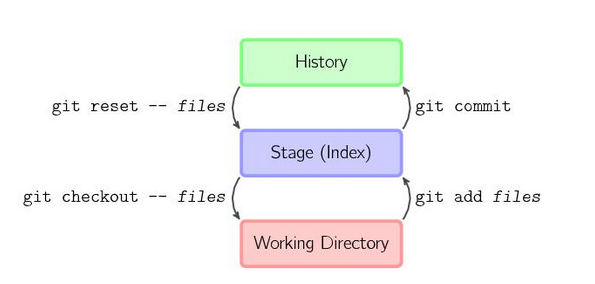 History
git reset -- files
git commit
Stage (Index)
git checkout -- files
git add files
Working Directory